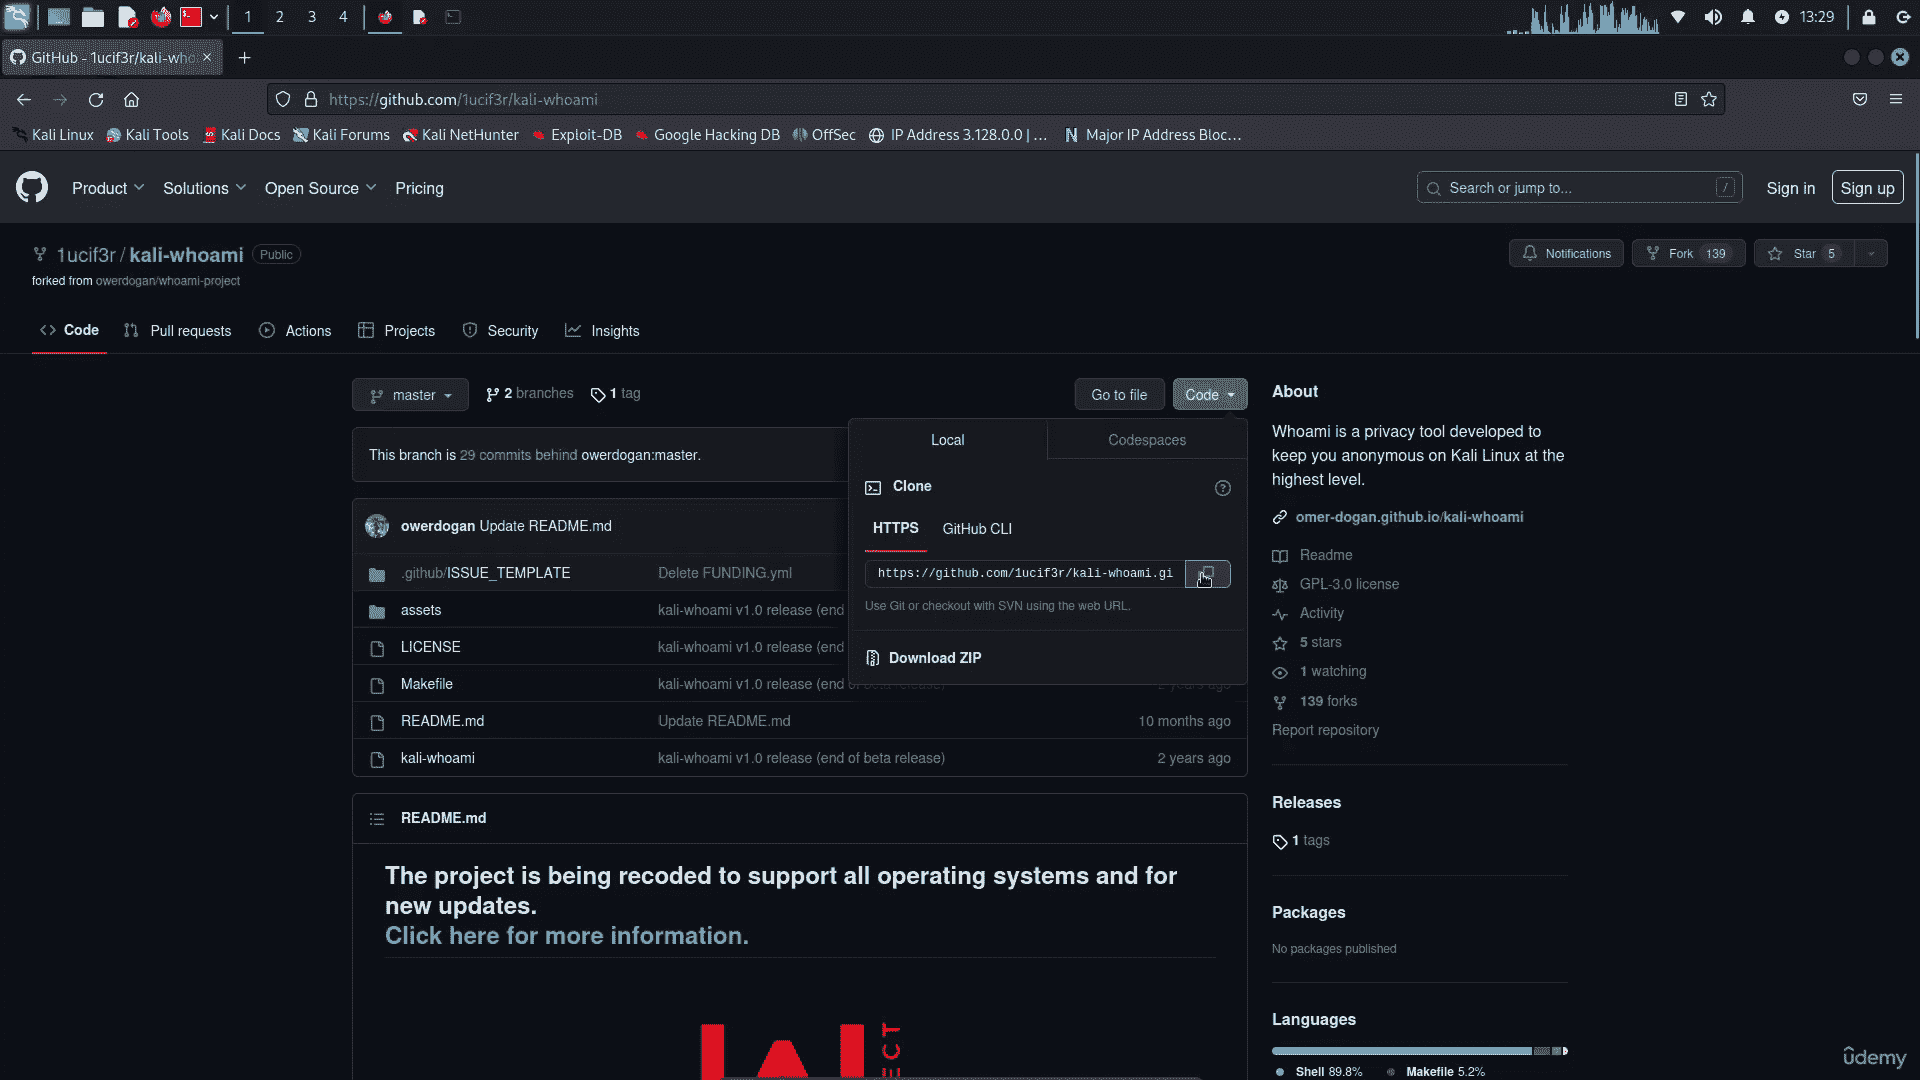 1 2 3 4
13:29
GitHub - 1ucif3r/kali-who
https://github.com/1ucif3r/kali-whoami
Kali Linux Kali Tools Kali Docs Kali Forums Kali NetHunter Exploit-DB Google Hacking DB OffSec IP Address 3.128.0.0 | ... Major IP Address Bloc...
Product Solutions Open Source Pricing Search or jump to... / Sign in Sign up
1ucif3r / kali-whoami Public
Notifications Fork 139 Star 5
forked from owerdogan/whoami-project
Code Pull requests Actions Projects Security Insights
master 2 branches 1 tag Go to file Code
This branch is 29 commits behind owerdogan:master.
owerdogan Update README.md
.github/ISSUE_TEMPLATE Delete FUNDING.yml
assets kali-whoami v1.0 release (end
LICENSE kali-whoami v1.0 release (end
Makefile kali-whoami v1.0 release (end of beta release) 2 years ago
README.md Update README.md 10 months ago
kali-whoami kali-whoami v1.0 release (end of beta release) 2 years ago
Local Codespaces
Clone
HTTPS GitHub CLI
https://github.com/1ucif3r/kali-whoami.gi
Use Git or checkout with SVN using the web URL.
Download ZIP
README.md
The project is being recoded to support all operating systems and for
new updates.
Click here for more information.
ECT
About
Whoami is a privacy tool developed to
keep you anonymous on Kali Linux at the
highest level.
omer-dogan.github.io/kali-whoami
Readme
GPL-3.0 license
Activity
5 stars
1 watching
139 forks
Report repository
Releases
1 tags
Packages
No packages published
Languages
Shell 89.8% Makefile 5.2%
ûdemy